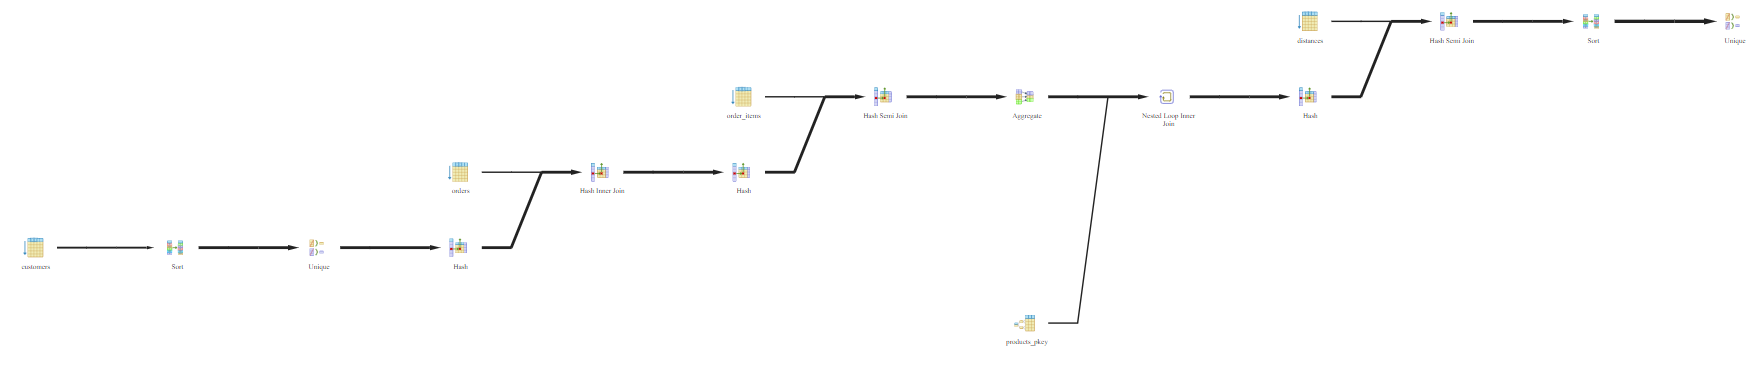 distances
Hash Semi Join
Sort
Unique
order_items
Hash Semi Join
Aggregate
Nested Loop Inner
Join
Hash
orders
Hash Inner Join
Hash
customers
Sort
Unique
Hash
products_pkey